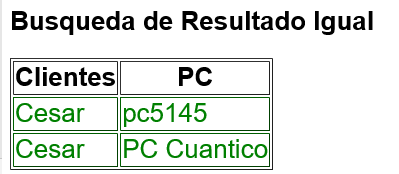 Busqueda de Resultado Igual
Clientes PC
Cesar pc5145
Cesar PC Cuantico